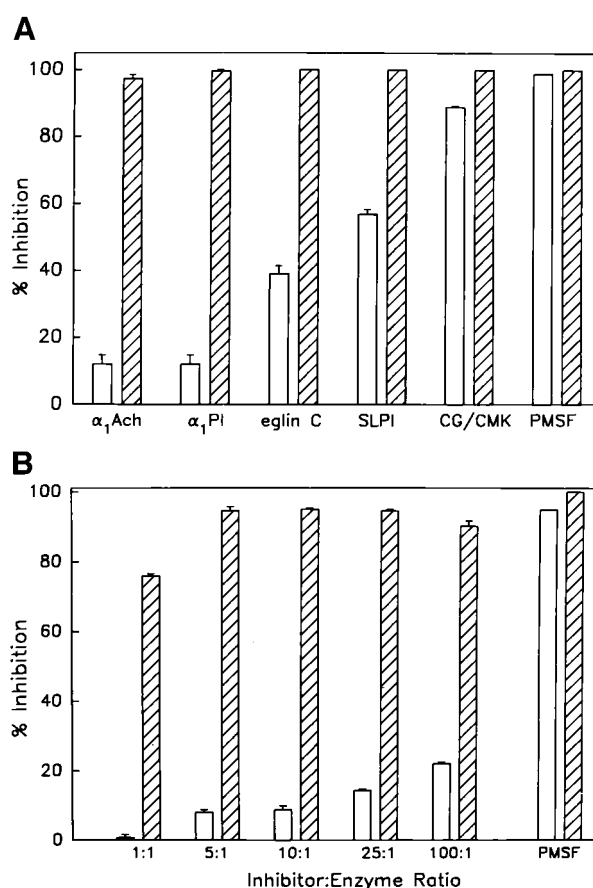 A
100
80
60
40
20
0
% Inhibition
α₁Ach α₁PI eglin C SLPI CG/CMK PMSF
B
100
80
60
40
20
0
% Inhibition
1:1 5:1 10:1 25:1 100:1 PMSF
Inhibitor:Enzyme Ratio